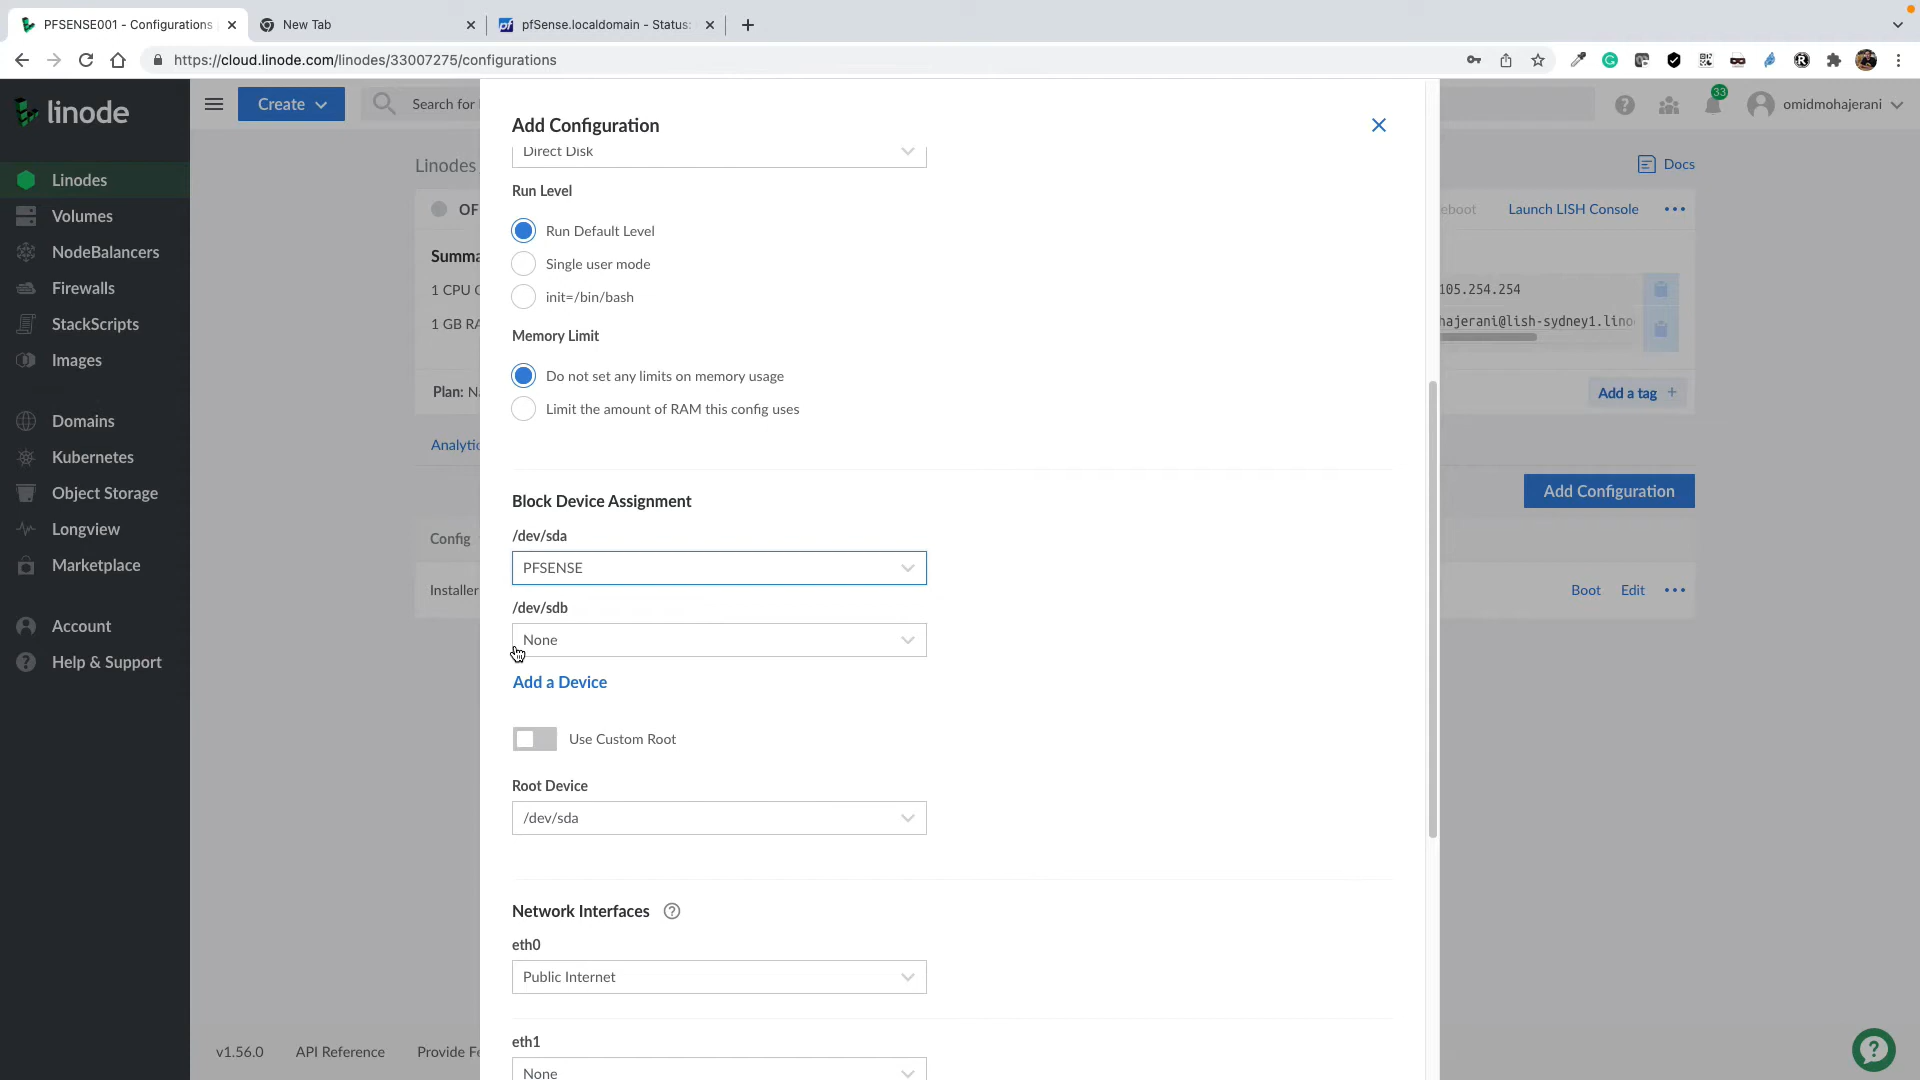 PFSENSE001 - Configurations
New Tab
pfSense.localdomain - Status:
https://cloud.linode.com/linodes/33007275/configurations
linode
Create
Search for
33
omidmohajerani
Linodes
Volumes
NodeBalancers
Firewalls
StackScripts
Images
Domains
Kubernetes
Object Storage
Longview
Marketplace
Account
Help & Support
Linodes
Docs
OF
eboot
Launch LISH Console
Summa
1 CPU C
105.254.254
1 GB RA
hajerani@lish-sydney1.lino
Plan: N
Add a tag +
Analytic
Add Configuration
Config
Installer
Boot
Edit
v1.56.0
API Reference
Provide Fe
Add Configuration
Direct Disk
Run Level
Run Default Level
Single user mode
init=/bin/bash
Memory Limit
Do not set any limits on memory usage
Limit the amount of RAM this config uses
Block Device Assignment
/dev/sda
PFSENSE
/dev/sdb
None
Add a Device
Use Custom Root
Root Device
/dev/sda
Network Interfaces
eth0
Public Internet
eth1
None